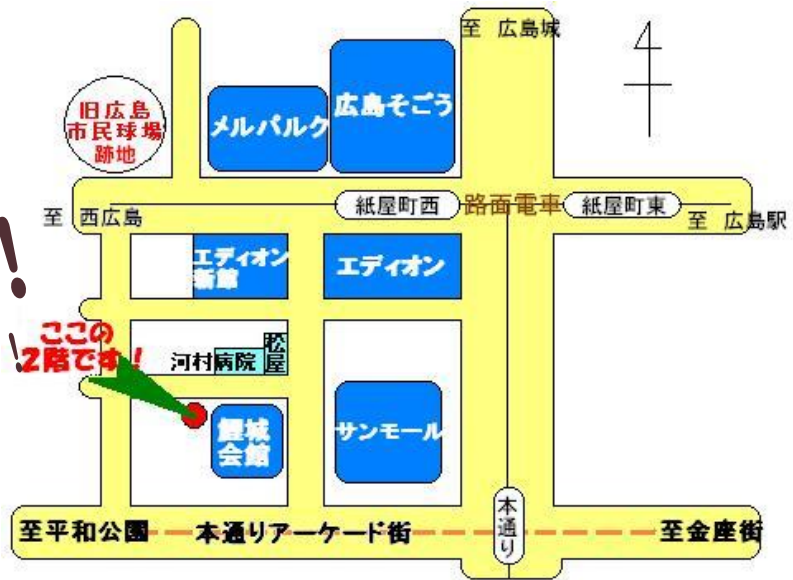 至 広島城
旧広島
市民球場
跡地
メルパルク
広島そごう
至 西広島
紙屋町西
路面電車
紙屋町東
至 広島駅
エディオン
新館
エディオン
!
ここの
2階です!
!
河村病院
松屋
鯉城
会館
サンモール
本通り
至平和公園
本通りアーケード街
至金座街